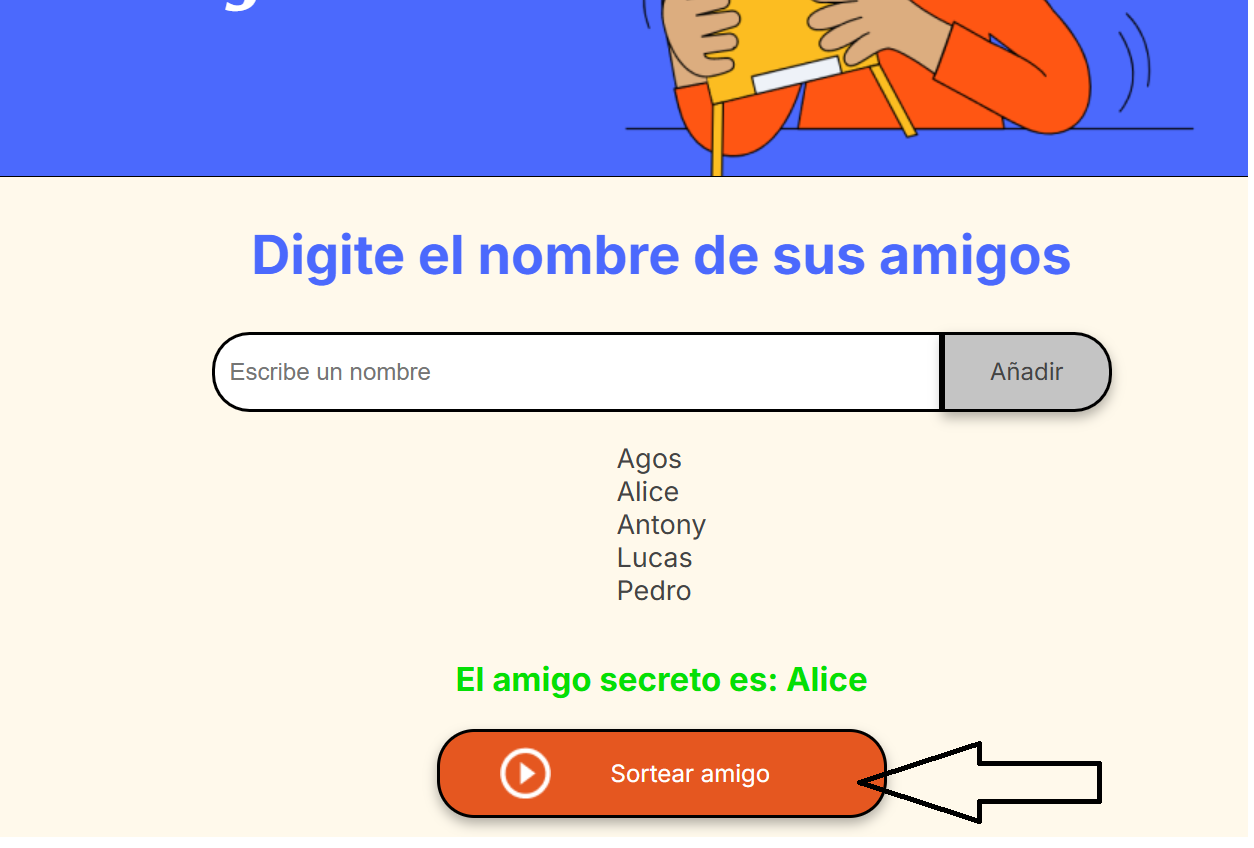 Digite el nombre de sus amigos
Escribe un nombre
Añadir
Agos
Alice
Antony
Lucas
Pedro
El amigo secreto es: Alice
Sortear amigo